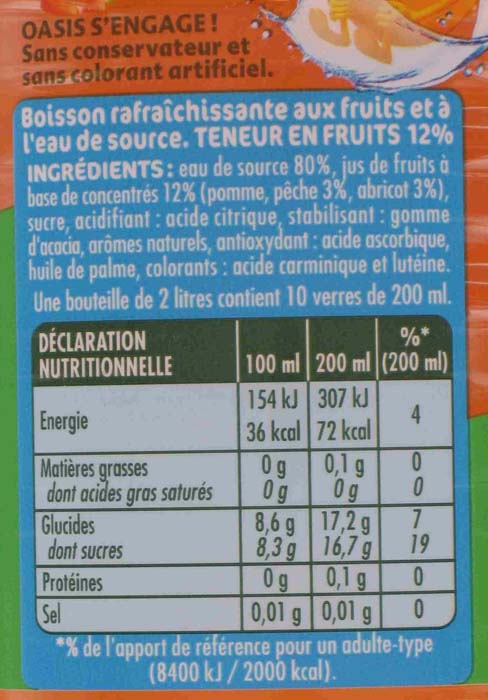 OASIS S'ENGAGE !
Sans conservateur et
sans colorant artificiel.
Boisson rafraîchissante aux fruits et à
l'eau de source. TENEUR EN FRUITS 12%
INGRÉDIENTS : eau de source 80%, jus de fruits à
base de concentrés 12% (pomme, pêche 3%, abricot 3%),
sucre, acidifiant : acide citrique, stabilisant : gomme
d'acacia, arômes naturels, antioxydant : acide ascorbique,
huile de palme, colorants : acide carminique et lutéine.
Une bouteille de 2 litres contient 10 verres de 200 ml.
DÉCLARATION
NUTRITIONNELLE 100 ml 200 ml %* (200 ml)
Energie 154 kJ 307 kJ 4
36 kcal 72 kcal
Matières grasses 0 g 0,1 g 0
dont acides gras saturés 0 g 0 g 0
Glucides 8,6 g 17,2 g 7
dont sucres 8,3 g 16,7 g 19
Protéines 0 g 0,1 g 0
Sel 0,01 g 0,01 g 0
*% de l'apport de référence pour un adulte-type
(8400 kJ / 2000 kcal).